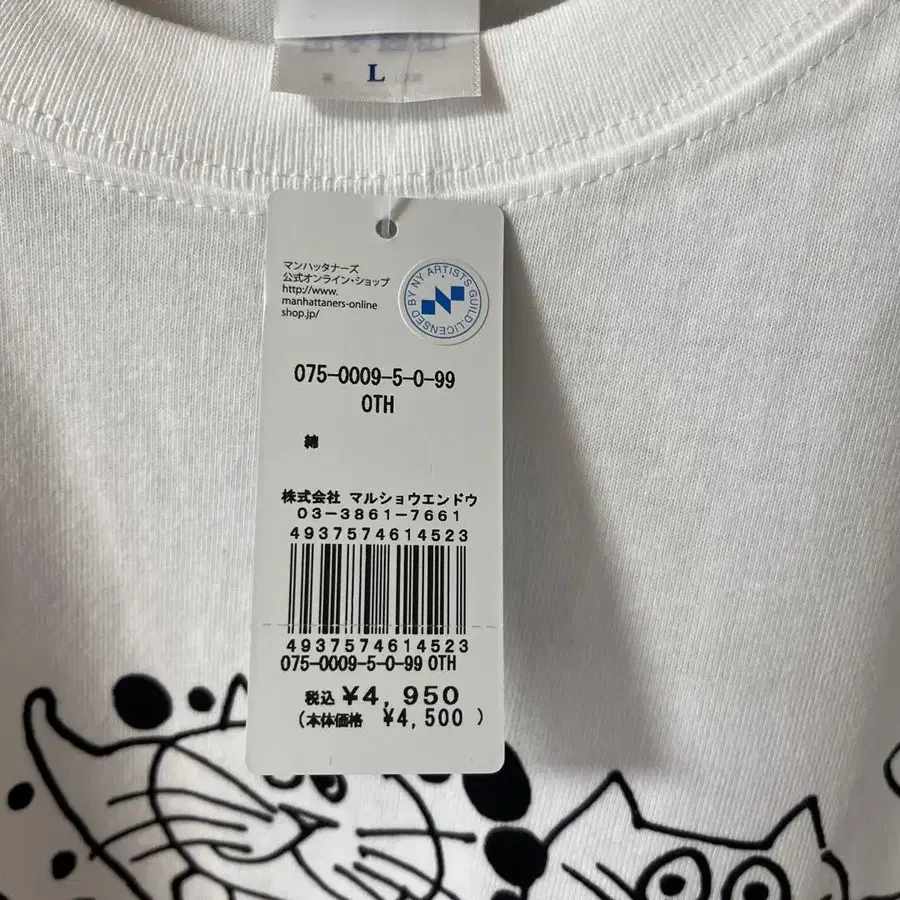 L
マンハッタナーズ
公式オンライン・ショップ
http://www.
manhattaners-online
shop.jp/
LICENSED BY NY ARTISTS GUILD.
075-0009-5-0-99
OTH
綿
株式会社 マルショウエンドウ
03-3861-7661
4937574614523
4937574614523
075-0009-5-0-99 OTH
税込 ¥4,950
(本体価格 ¥4,500 )